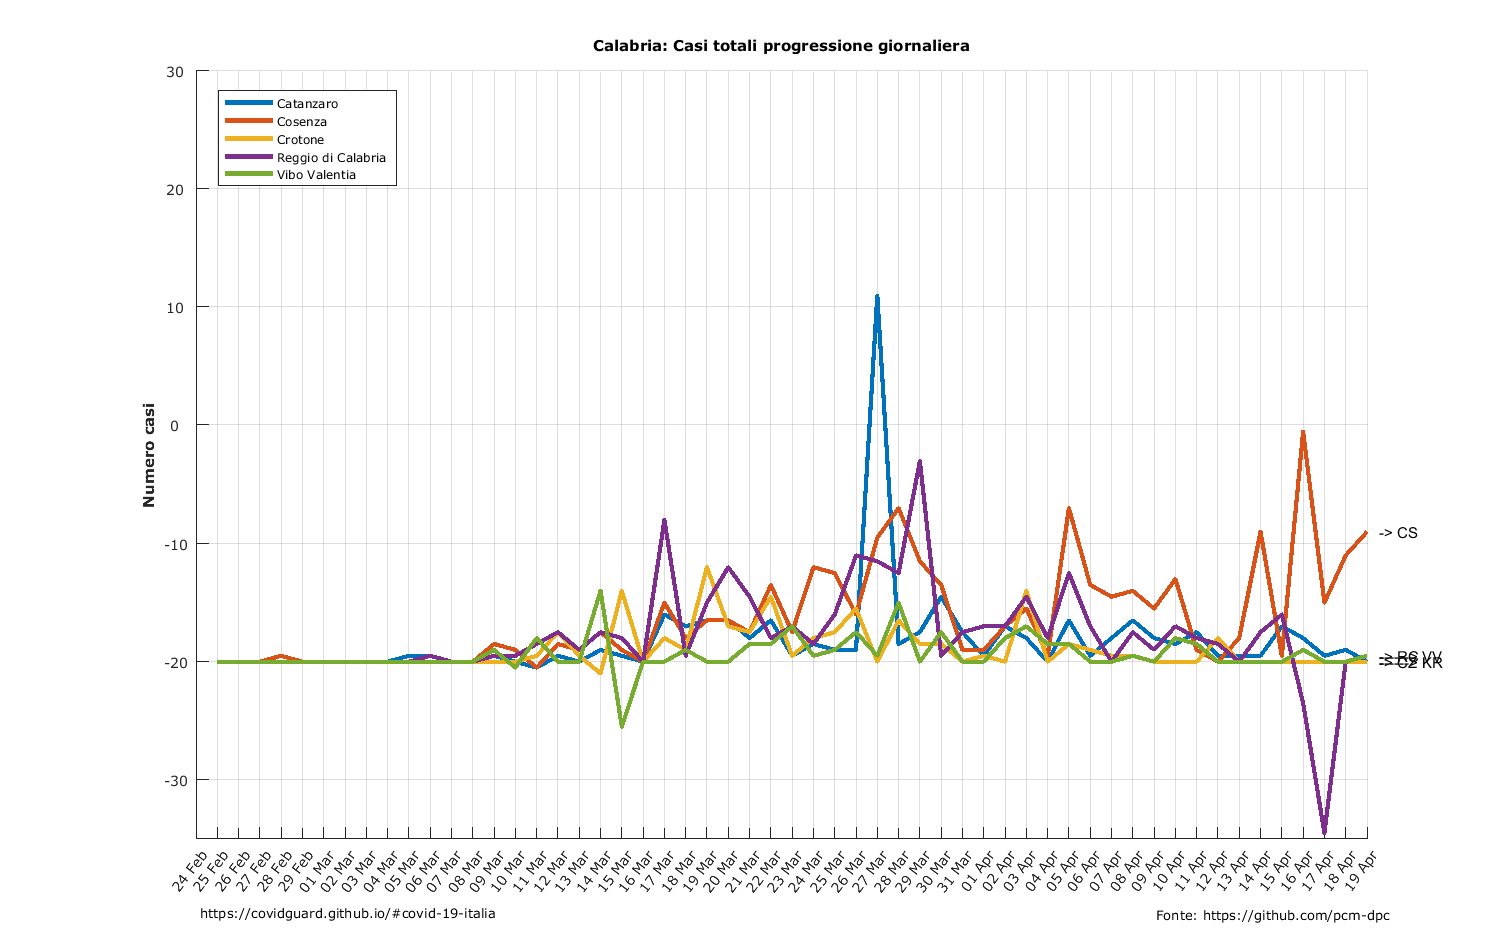 Calabria: Casi totali progressione giornaliera
30
20
10
0
-10
-20
-30
Numero casi
Catanzaro
Cosenza
Crotone
Reggio di Calabria
Vibo Valentia
-> CS
-> RC VV
-> CZ KR
24 Feb
25 Feb
26 Feb
27 Feb
28 Feb
29 Feb
01 Mar
02 Mar
03 Mar
04 Mar
05 Mar
06 Mar
07 Mar
08 Mar
09 Mar
10 Mar
11 Mar
12 Mar
13 Mar
14 Mar
15 Mar
16 Mar
17 Mar
18 Mar
19 Mar
20 Mar
21 Mar
22 Mar
23 Mar
24 Mar
25 Mar
26 Mar
27 Mar
28 Mar
29 Mar
30 Mar
31 Mar
01 Apr
02 Apr
03 Apr
04 Apr
05 Apr
06 Apr
07 Apr
08 Apr
09 Apr
10 Apr
11 Apr
12 Apr
13 Apr
14 Apr
15 Apr
16 Apr
17 Apr
18 Apr
19 Apr
https://covidguard.github.io/#covid-19-italia
Fonte: https://github.com/pcm-dpc